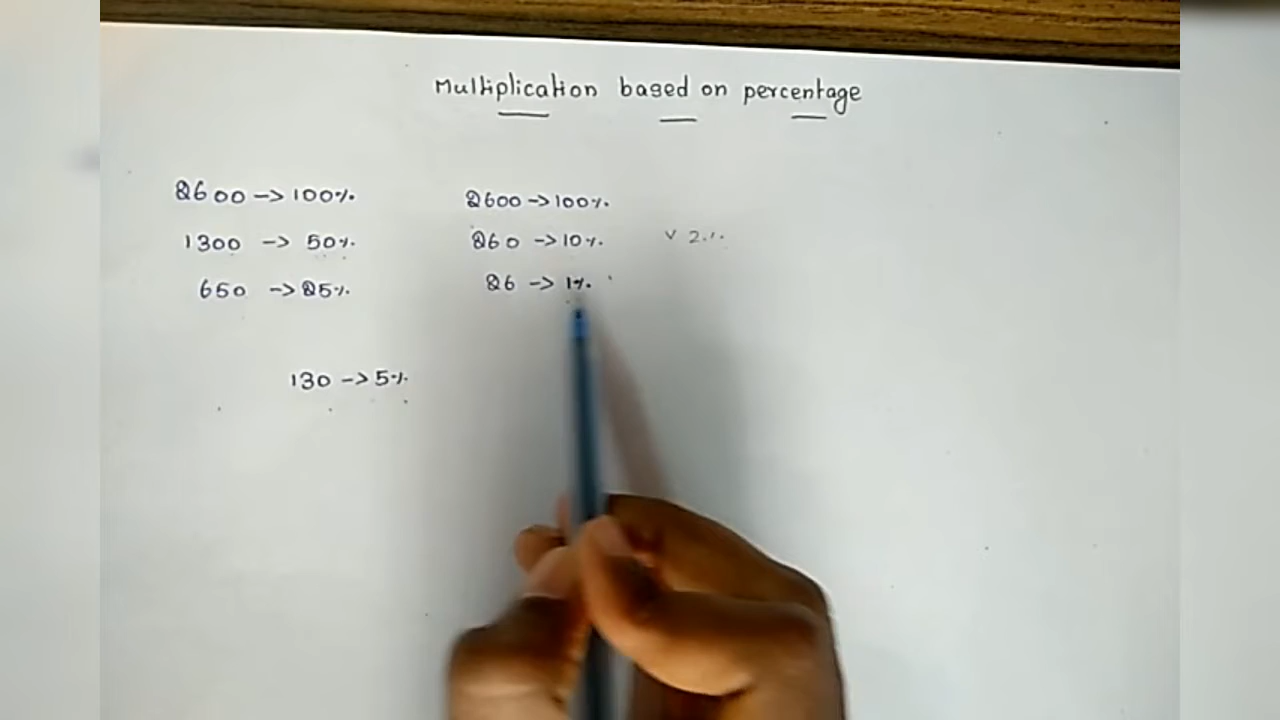 Multiplication based on percentage
2600 -> 100%
1300 -> 50%
650 -> 25%
2600 -> 100%
260 -> 10%
26 -> 1%
2%
130 -> 5%